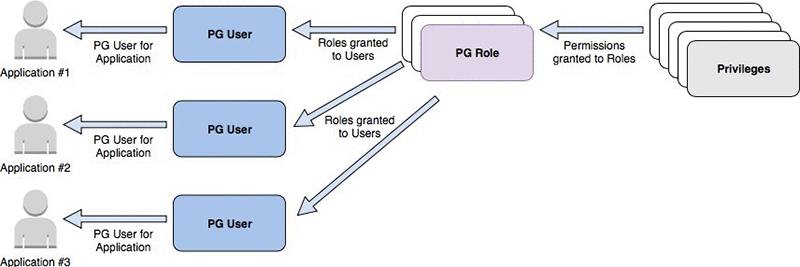 PG User
Roles granted
to Users
PG Role
Permissions
granted to Roles
Privileges
PG User for
Application
Application #1
PG User
Roles granted
to Users
PG User for
Application
Application #2
PG User
PG User for
Application
Application #3